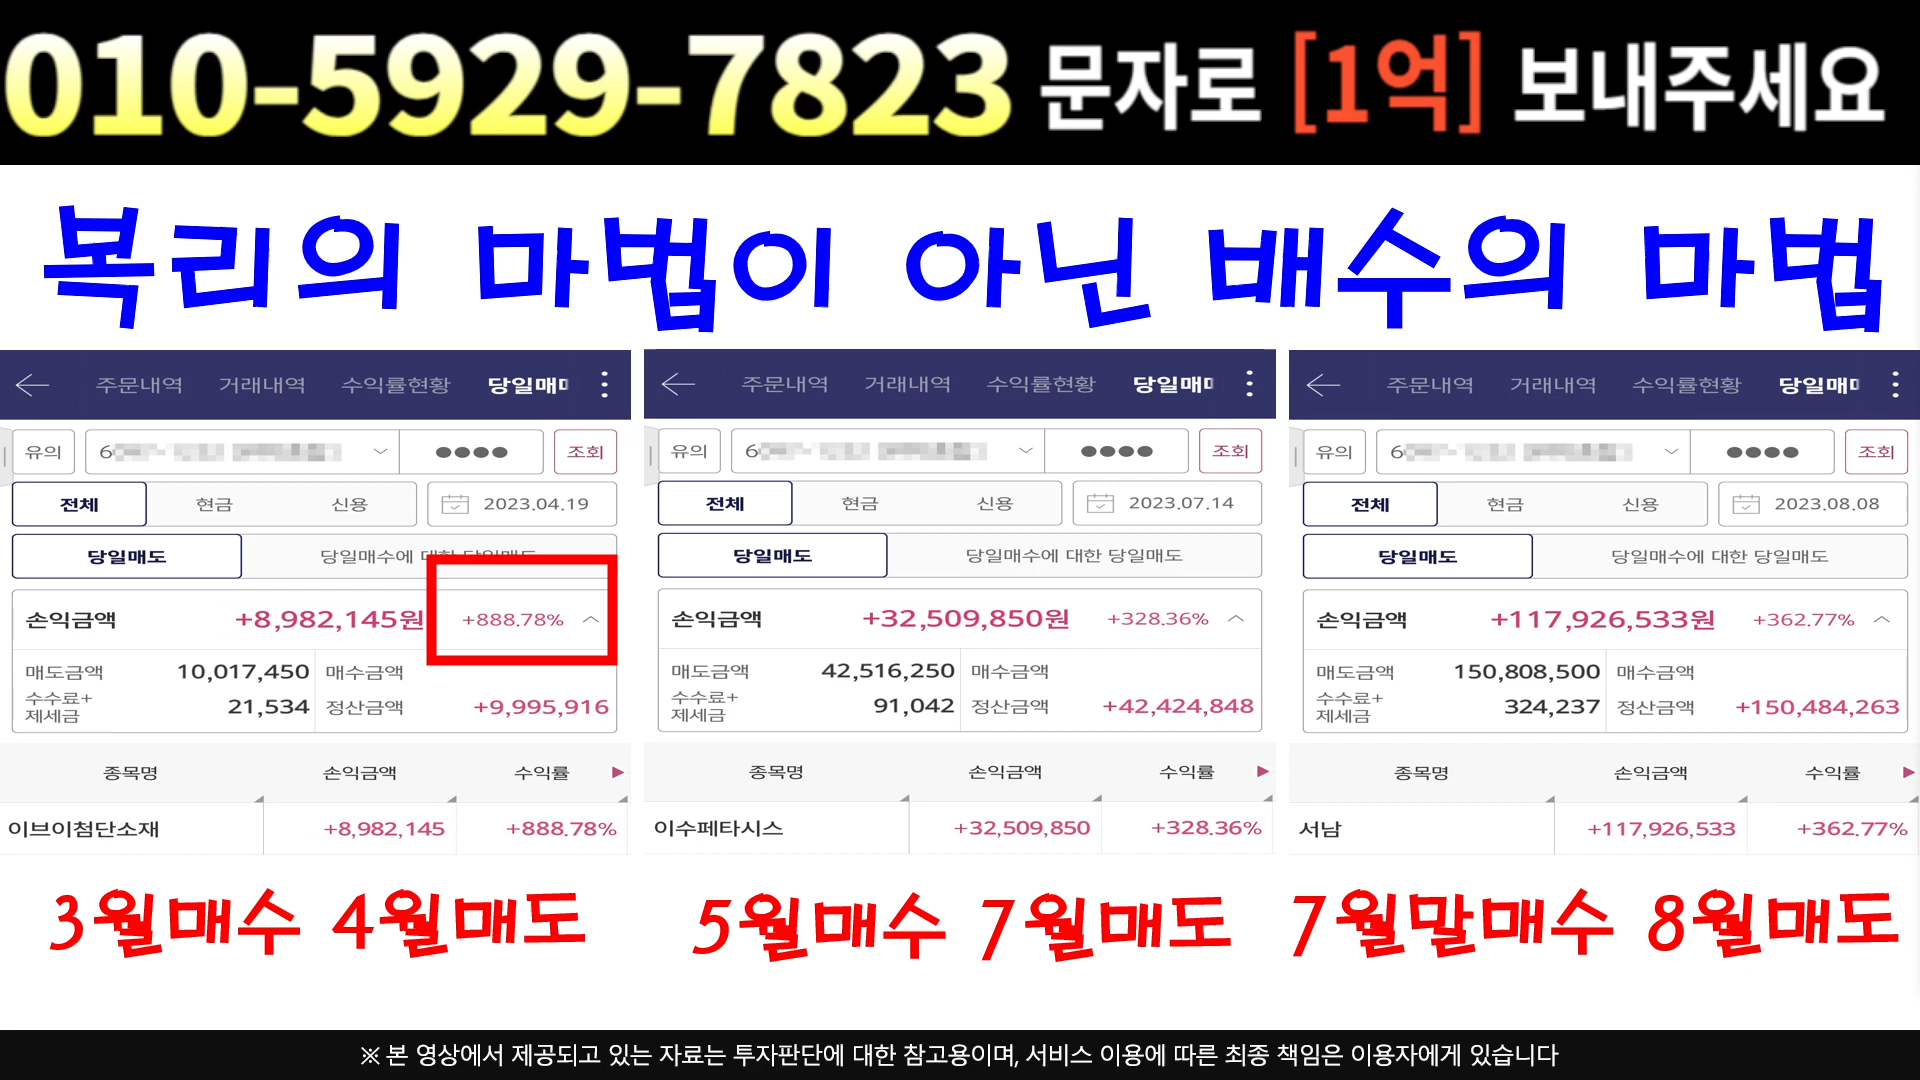 010-5929-7823 문자로 [1억] 보내주세요
복리의 마법이 아닌 배수의 마법
주문내역 거래내역 수익률현황 당일매
유의 6 ●●●● 조회
전체 현금 신용 2023.04.19
당일매도 당일매수에 대한 당일매도
손익금액 +8,982,145원 +888.78%
매도금액 10,017,450 매수금액
수수료+
제세금 21,534 정산금액 +9,995,916
종목명 손익금액 수익률
이브이첨단소재 +8,982,145 +888.78%
3월매수 4월매도
주문내역 거래내역 수익률현황 당일매
유의 6 ●●●● 조회
전체 현금 신용 2023.07.14
당일매도 당일매수에 대한 당일매도
손익금액 +32,509,850원 +328.36%
매도금액 42,516,250 매수금액
수수료+
제세금 91,042 정산금액 +42,424,848
종목명 손익금액 수익률
이수페타시스 +32,509,850 +328.36%
5월매수 7월매도
주문내역 거래내역 수익률현황 당일매
유의 6 ●●●● 조회
전체 현금 신용 2023.08.08
당일매도 당일매수에 대한 당일매도
손익금액 +117,926,533원 +362.77%
매도금액 150,808,500 매수금액
수수료+
제세금 324,237 정산금액 +150,484,263
종목명 손익금액 수익률
서남 +117,926,533 +362.77%
7월말매수 8월매도
※ 본 영상에서 제공되고 있는 자료는 투자판단에 대한 참고용이며, 서비스 이용에 따른 최종 책임은 이용자에게 있습니다